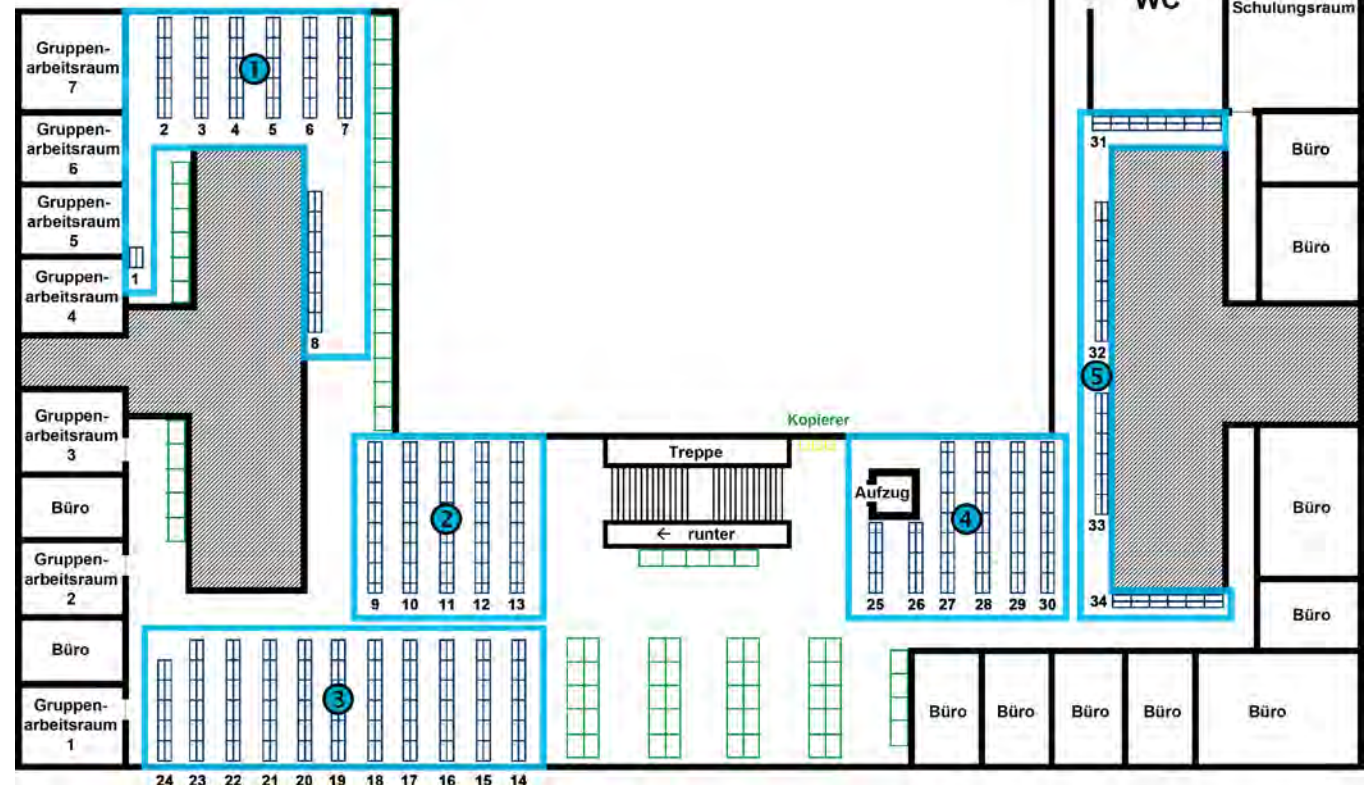 WC
Schulungsraum
Gruppen-
arbeitsraum
7
1
2 3 4 5 6 7
Gruppen-
arbeitsraum
6
31
Büro
Gruppen-
arbeitsraum
5
1
Büro
Gruppen-
arbeitsraum
4
8
32
5
Gruppen-
arbeitsraum
3
Kopierer
Treppe
Aufzug
2
4
← runter
33
Büro
Büro
Gruppen-
arbeitsraum
2
9 10 11 12 13
25 26 27 28 29 30
34
Büro
Büro
Gruppen-
arbeitsraum
1
3
Büro Büro Büro Büro Büro
24 23 22 21 20 19 18 17 16 15 14